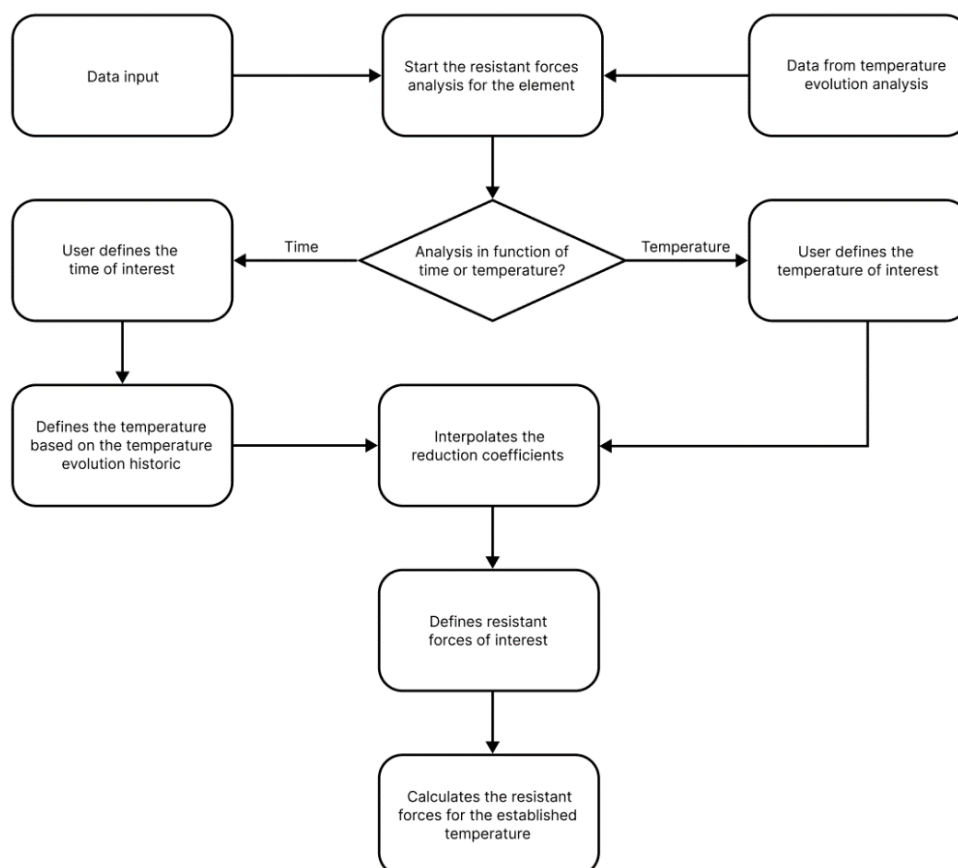 Data input
Start the resistant forces
analysis for the element
Data from temperature
evolution analysis
User defines the
time of interest
Time
Analysis in function of
time or temperature?
Temperature
User defines the
temperature of interest
Defines the temperature
based on the temperature
evolution historic
Interpolates the
reduction coefficients
Defines resistant
forces of interest
Calculates the resistant
forces for the established
temperature